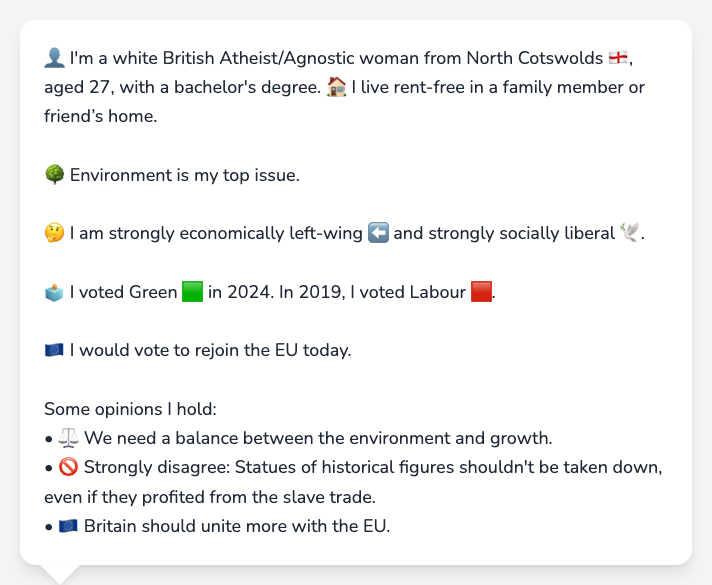 👤 I'm a white British Atheist/Agnostic woman from North Cotswolds 🏴󠁧󠁢󠁥󠁮󠁧󠁿,
aged 27, with a bachelor's degree. 🏠 I live rent-free in a family member or
friend’s home.
🌳 Environment is my top issue.
🤔 I am strongly economically left-wing ⬅️ and strongly socially liberal 🕊️.
🗳️ I voted Green 🟩 in 2024. In 2019, I voted Labour 🟥.
🇪🇺 I would vote to rejoin the EU today.
Some opinions I hold:
• ⚖️ We need a balance between the environment and growth.
• 🚫 Strongly disagree: Statues of historical figures shouldn't be taken down,
even if they profited from the slave trade.
• 🇪🇺 Britain should unite more with the EU.